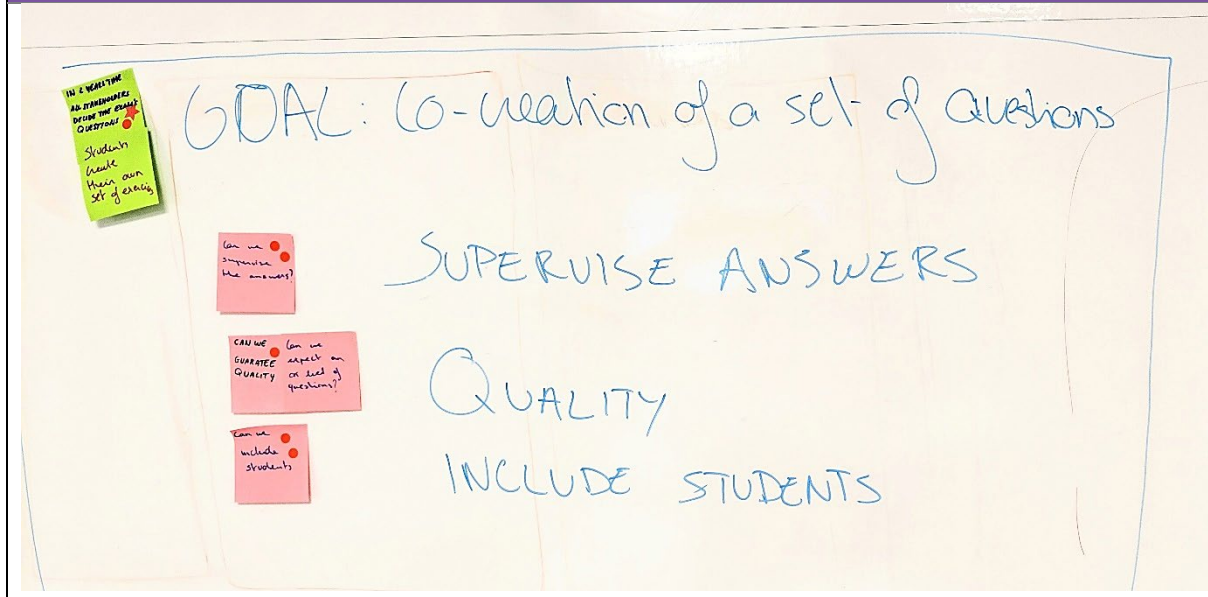 IN 2 YEARS TIME
ALL STAKEHOLDERS
DECIDE THE EXAM
QUESTIONS
Students
create
their own
set of exercis
GOAL: Co-creation of a set of Questions
Can we
supervise
the answers?
SUPERVISE ANSWERS
CAN WE
GUARATEE
QUALITY
Can we
expect an
ok level of
questions?
QUALITY
Can we
include
students
INCLUDE STUDENTS